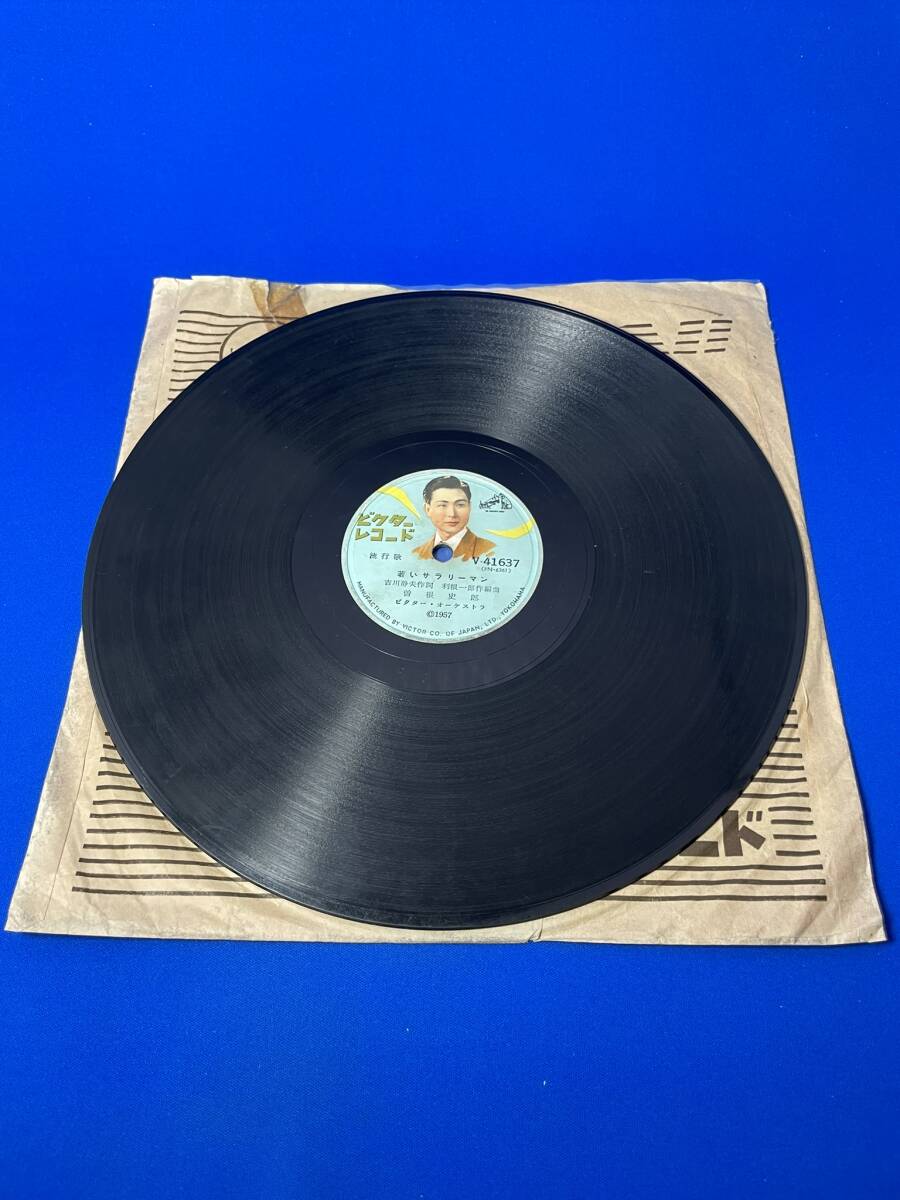 ビクター
レコード
流行歌
V-41637
若いサラリーマン
吉川静夫作詞 利根一郎作編曲
曽根史郎
ビクター・オーケストラ
©1957
MANUFACTURED BY VICTOR CO. OF JAPAN, LTD., YOKOHAMA
ード